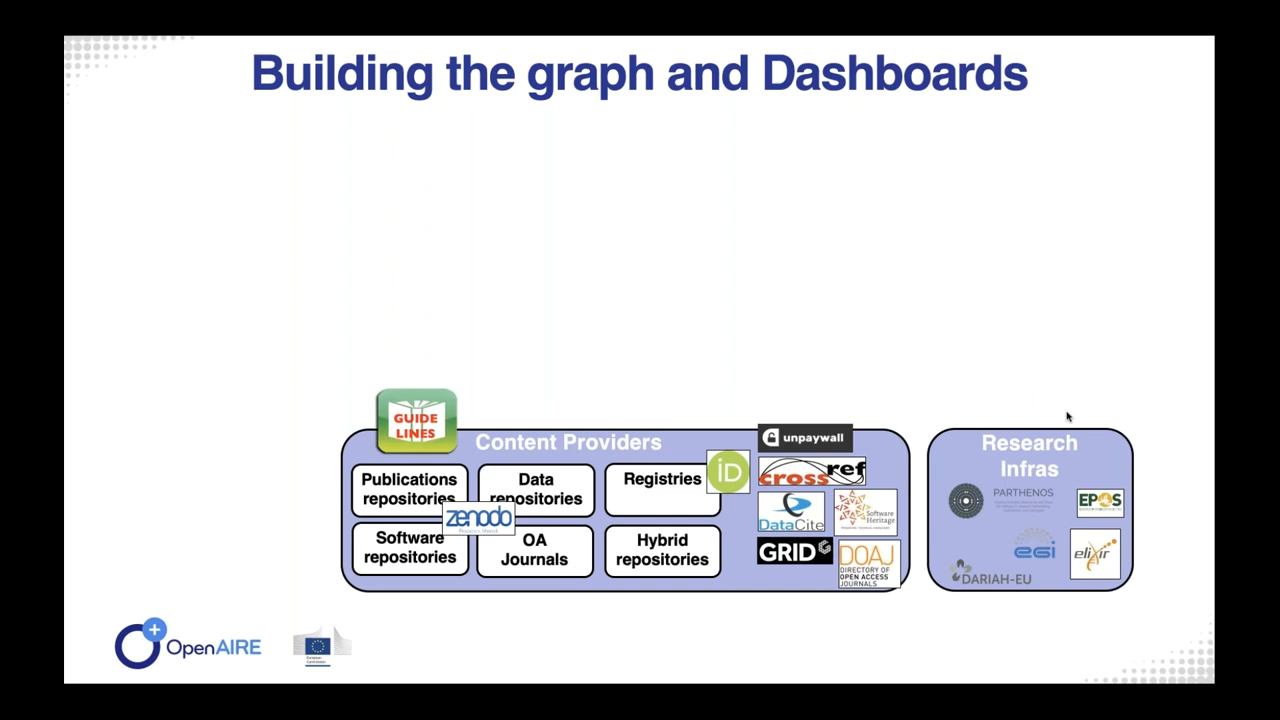 Building the graph and Dashboards
GUIDE
LINES
Content Providers
Publications
repositories
Data
repositories
Registries
iD
zenodo
Software
repositories
OA
Journals
Hybrid
repositories
unpaywall
crossref
DataCite
Software
Heritage
GRID
DOAJ
DIRECTORY OF
OPEN ACCESS
JOURNALS
Research
Infras
PARTHENOS
EPOS
egi
elixir
DARIAH-EU
OpenAIRE
European
Commission